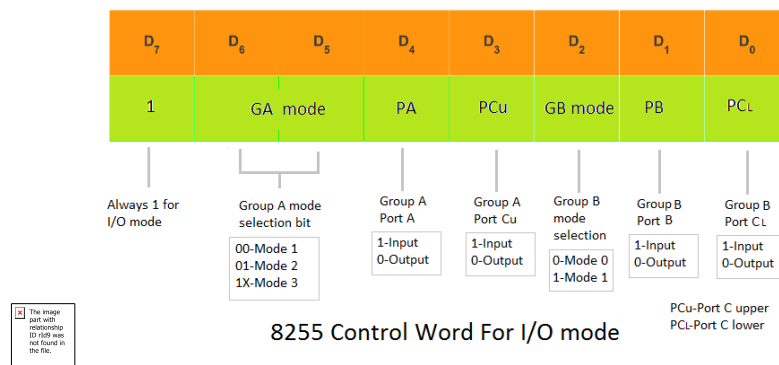 D7 D6 D5 D4 D3 D2 D1 D0
1 GA mode PA PCu GB mode PB PCL
Always 1 for
I/O mode
Group A mode
selection bit
00-Mode 1
01-Mode 2
1X-Mode 3
Group A
Port A
1-Input
0-Output
Group A
Port Cu
1-Input
0-Output
Group B
mode
selection
0-Mode 0
1-Mode 1
Group B
Port B
1-Input
0-Output
Group B
Port CL
1-Input
0-Output
The image
part with
relationship
ID rId9 was
not found in
the file.
8255 Control Word For I/O mode
PCu-Port C upper
PCL-Port C lower